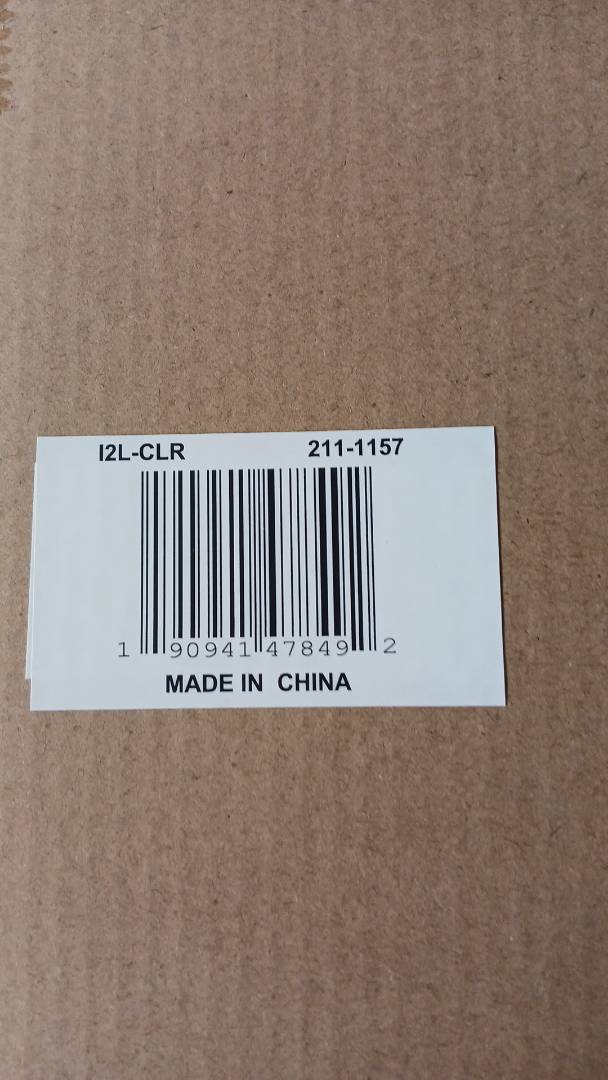 I2L-CLR 211-1157
1 90941 47849 2
MADE IN CHINA